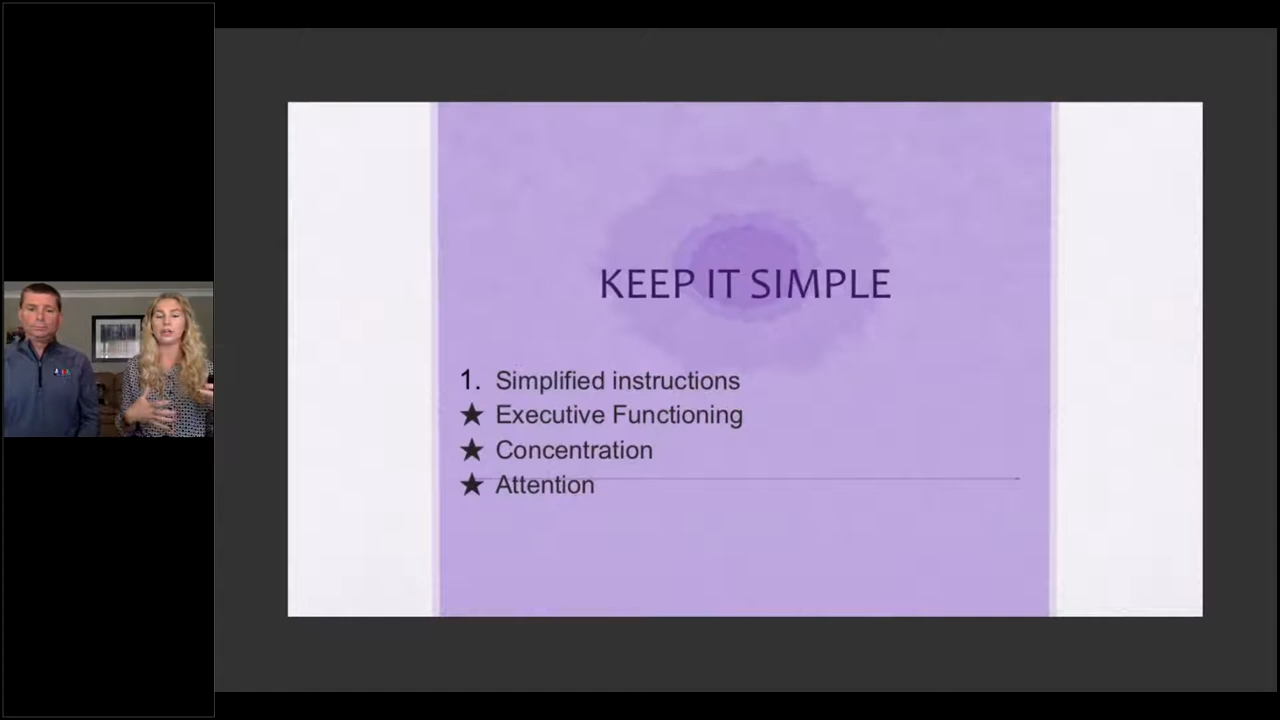 KEEP IT SIMPLE
1. Simplified instructions
★ Executive Functioning
★ Concentration
★ Attention